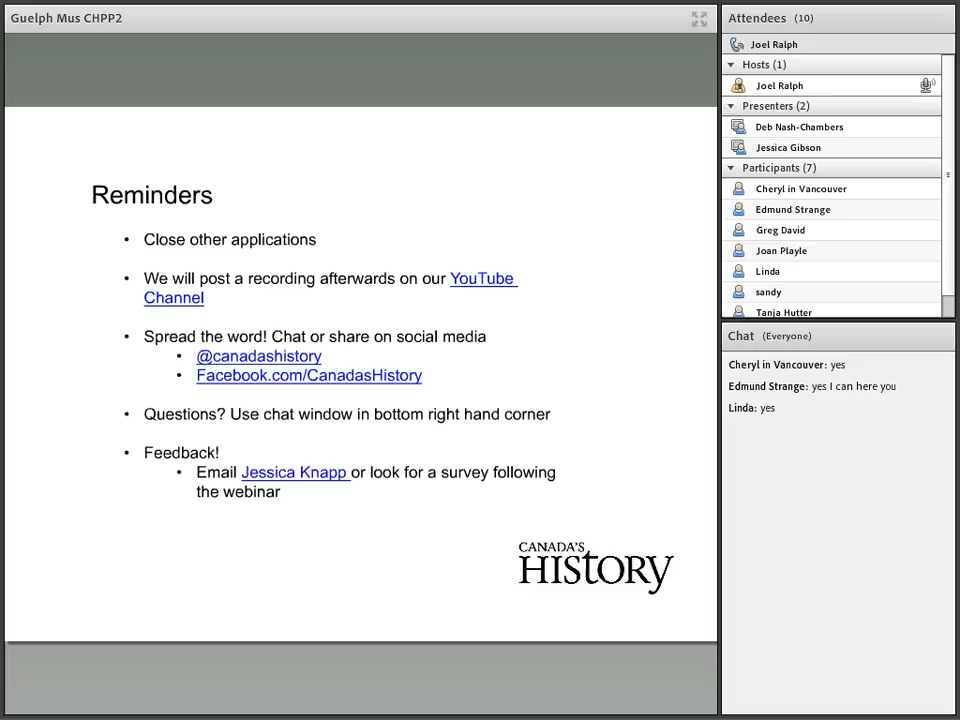 Guelph Mus CHPP2
Reminders
• Close other applications
• We will post a recording afterwards on our YouTube
Channel
• Spread the word! Chat or share on social media
• @canadashistory
• Facebook.com/CanadasHistory
• Questions? Use chat window in bottom right hand corner
• Feedback!
• Email Jessica Knapp or look for a survey following
the webinar
CANADA'S
HISTORY
Attendees (10)
Joel Ralph
Hosts (1)
Joel Ralph
Presenters (2)
Deb Nash-Chambers
Jessica Gibson
Participants (7)
Cheryl in Vancouver
Edmund Strange
Greg David
Joan Playle
Linda
sandy
Tanja Hutter
Chat (Everyone)
Cheryl in Vancouver: yes
Edmund Strange: yes I can here you
Linda: yes